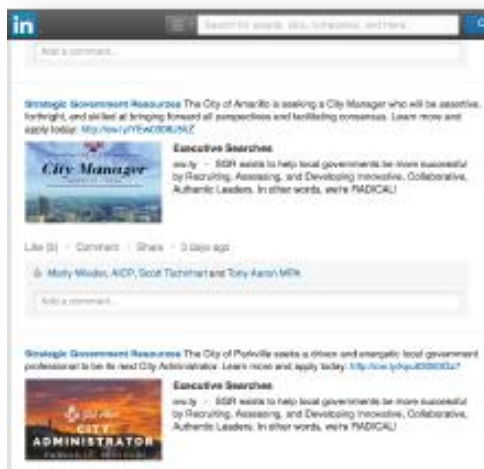 in
Search for people, jobs, companies, and more
Add a comment...
Strategic Government Resources The City of Amarillo is seeking a City Manager who will be assertive,
forthright, and skilled at bringing forward all perspectives and facilitating consensus. Learn more and
apply today:
Executive Searches
City Manager
ow.ly · SGR exists to help local governments be more successful
by Recruiting, Assessing, and Developing Innovative, Collaborative,
Authentic Leaders. In other words, we're RADICAL!
Like · Comment · Share · 3 days ago
AICP, Scott and Tony Aaron MPA
Add a comment...
Strategic Government Resources The City of Parkville seeks a driven and energetic local government
professional to be its next City Administrator. Learn more and apply today:
Executive Searches
ow.ly · SGR exists to help local governments be more successful
by Recruiting, Assessing, and Developing Innovative, Collaborative,
Authentic Leaders. In other words, we're RADICAL!
CITY
ADMINISTRATOR
PARKVILLE, MISSOURI